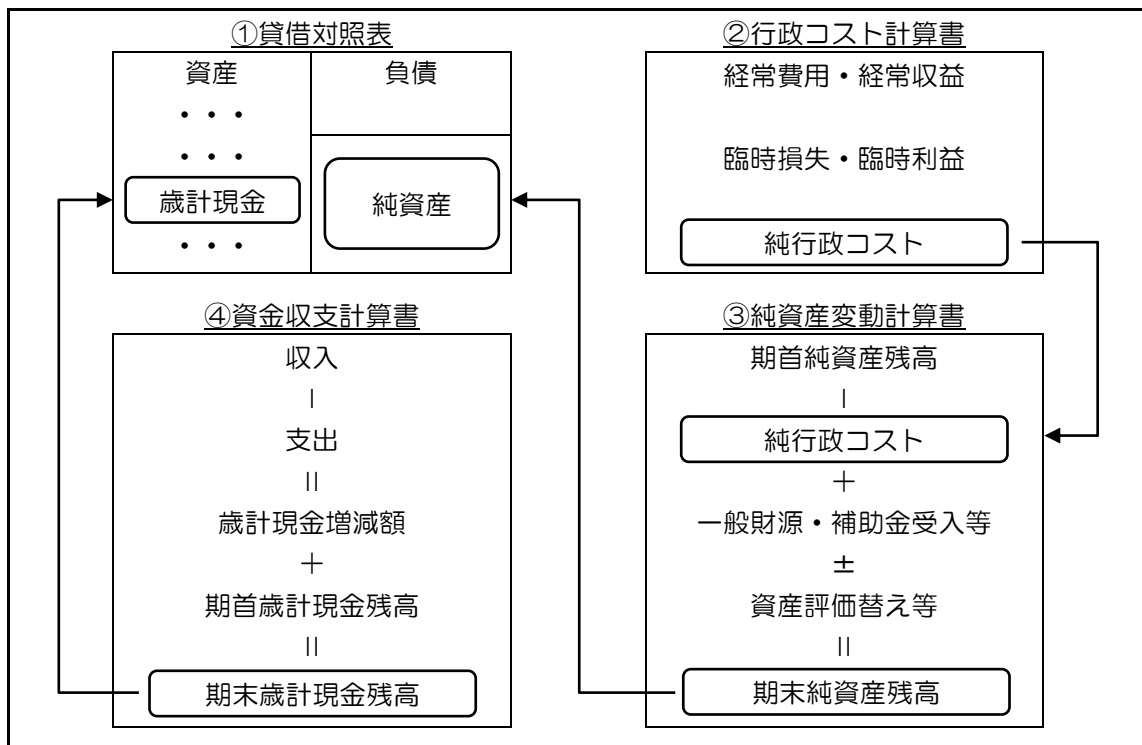 ①貸借対照表
資産
・・・
・・・
歳計現金
・・・
負債
純資産
②行政コスト計算書
経常費用・経常収益
臨時損失・臨時利益
純行政コスト
④資金収支計算書
収入
－
支出
＝
歳計現金増減額
＋
期首歳計現金残高
＝
期末歳計現金残高
③純資産変動計算書
期首純資産残高
－
純行政コスト
＋
一般財源・補助金受入等
±
資産評価替え等
＝
期末純資産残高